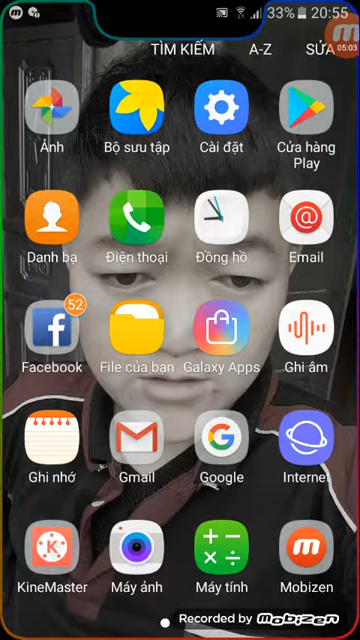 33% 20:55
TÌM KIẾM A-Z SỬA
05:03
Ảnh Bộ sưu tập Cài đặt Cửa hàng
Play
Danh bạ Điện thoại Đồng hồ Email
52
Facebook File của bạn Galaxy Apps Ghi âm
Ghi nhớ Gmail Google Internet
KineMaster Máy ảnh Máy tính Mobizen
Recorded by Mobizen